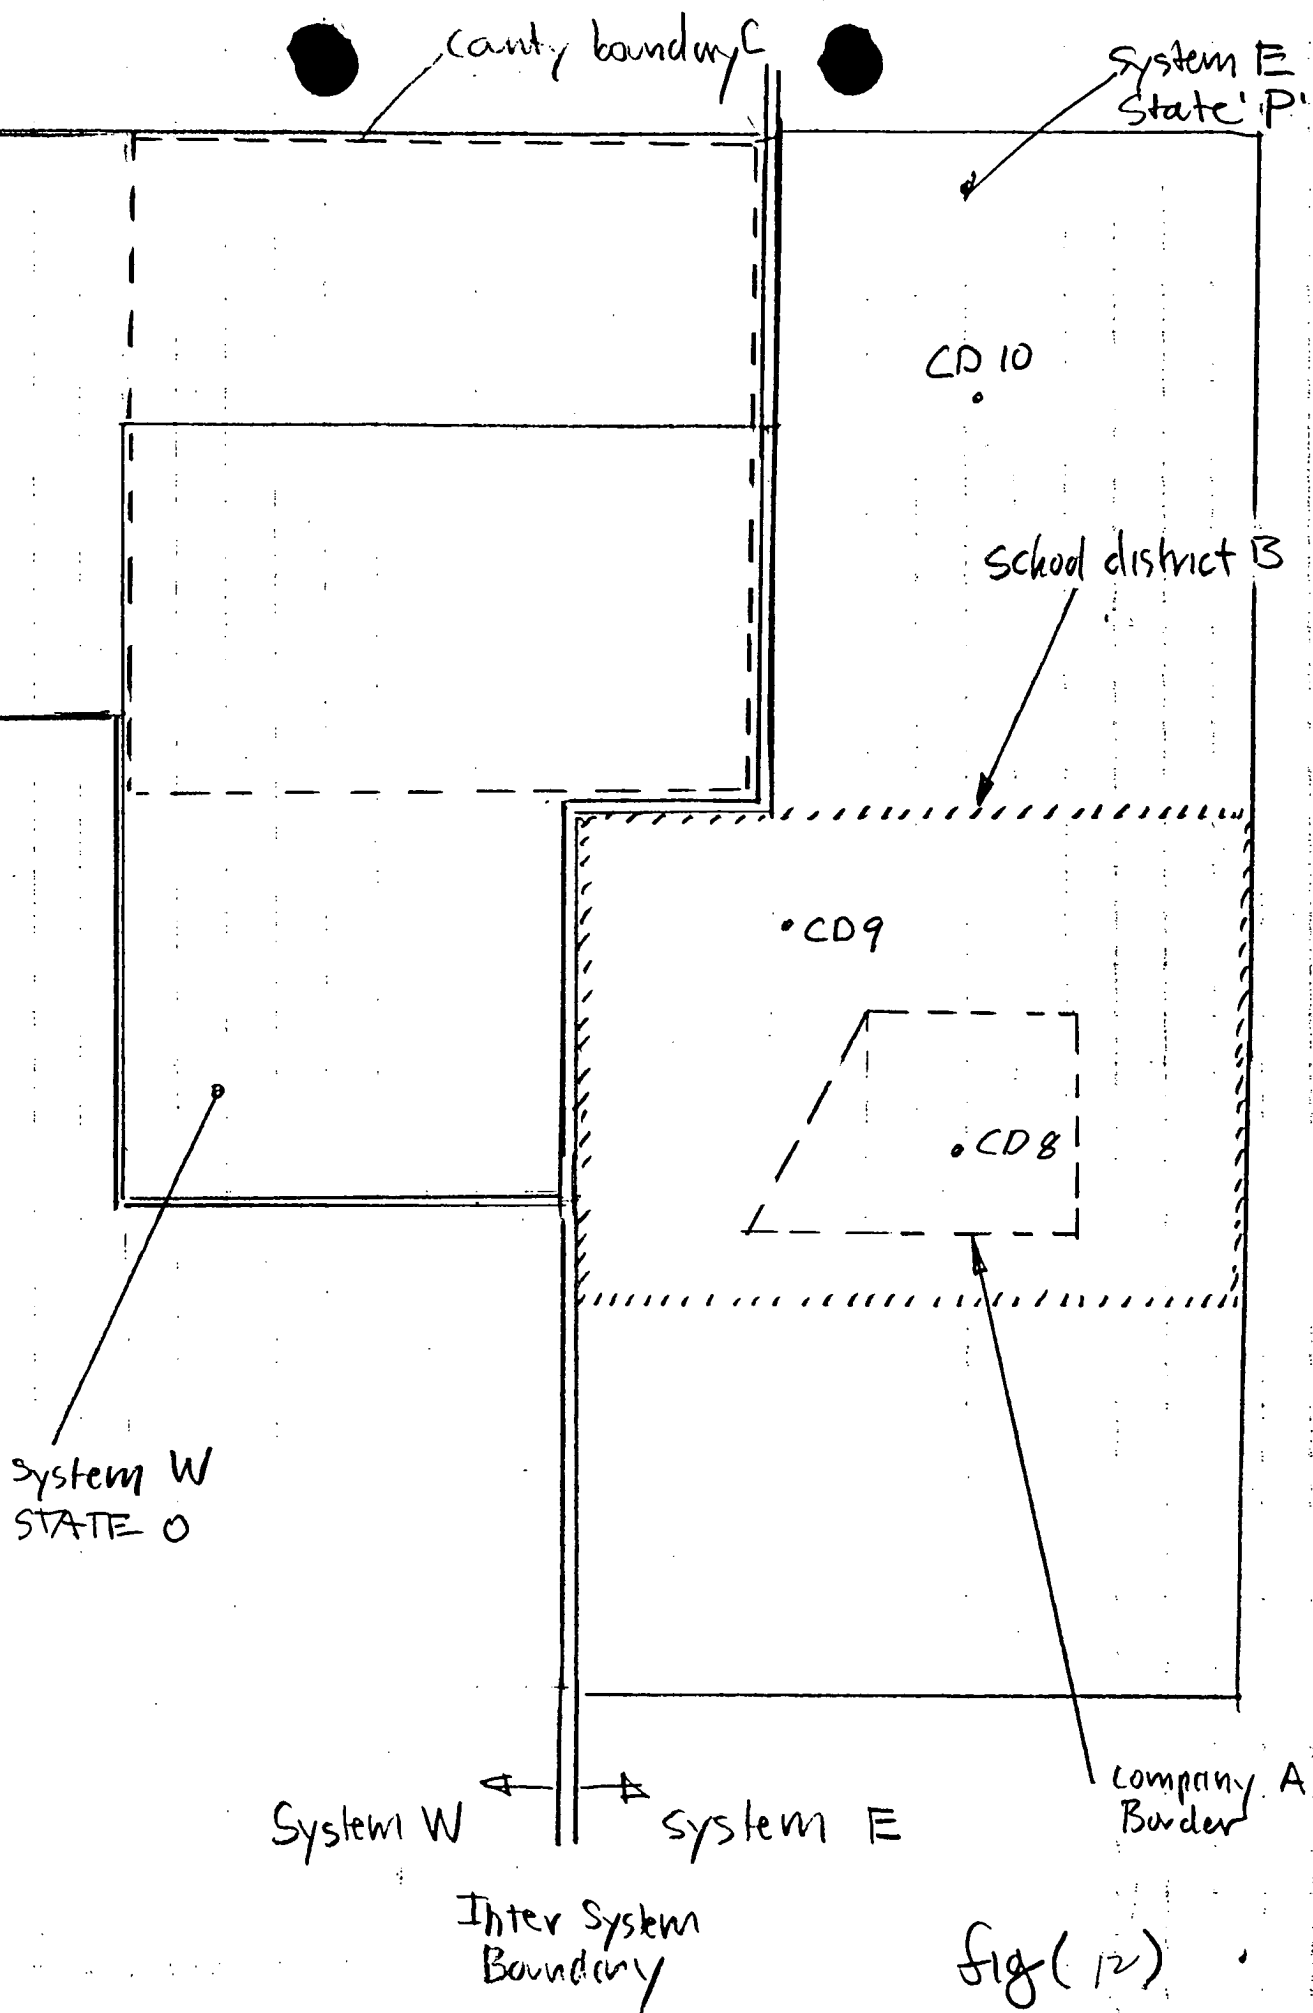 county boundary C
System E
State 'P'
CD 10
School district B
CD9
CD8
System W
STATE O
System W
System E
company A
Border
Inter System
Boundary
fig(12)